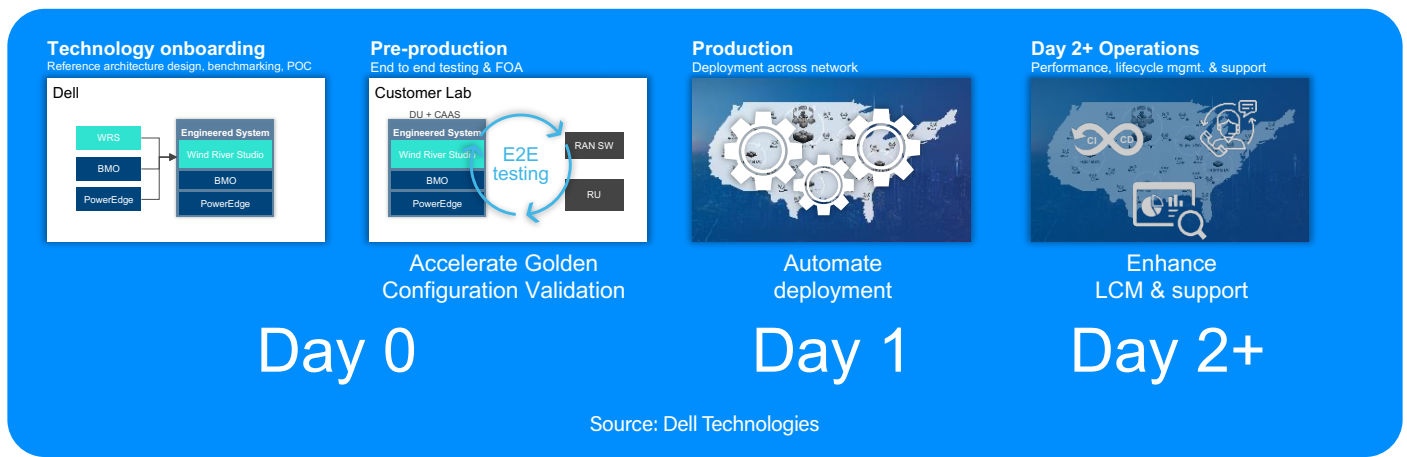 Technology onboarding
Reference architecture design, benchmarking, POC
Dell
WRS
BMO
PowerEdge
Engineered System
Wind River Studio
BMO
PowerEdge
Pre-production
End to end testing & FOA
Customer Lab
DU + CAAS
Engineered System
Wind River Studio
BMO
PowerEdge
E2E
testing
RAN SW
RU
Accelerate Golden
Configuration Validation
Day 0
Production
Deployment across network
Automate
deployment
Day 1
Day 2+ Operations
Performance, lifecycle mgmt. & support
CI
CD
Enhance
LCM & support
Day 2+
Source: Dell Technologies